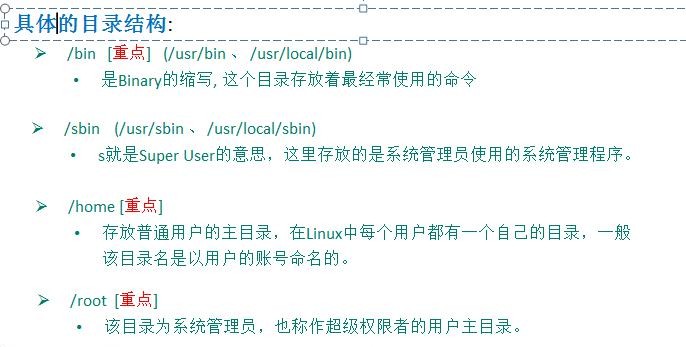 具体的目录结构:
/bin [重点] (/usr/bin 、 /usr/local/bin)
是Binary的缩写, 这个目录存放着最经常使用的命令
/sbin (/usr/sbin 、 /usr/local/sbin)
s就是Super User的意思，这里存放的是系统管理员使用的系统管理程序。
/home [重点]
存放普通用户的主目录，在Linux中每个用户都有一个自己的目录，一般
该目录名是以用户的账号命名的。
/root [重点]
该目录为系统管理员，也称作超级权限者的用户主目录。